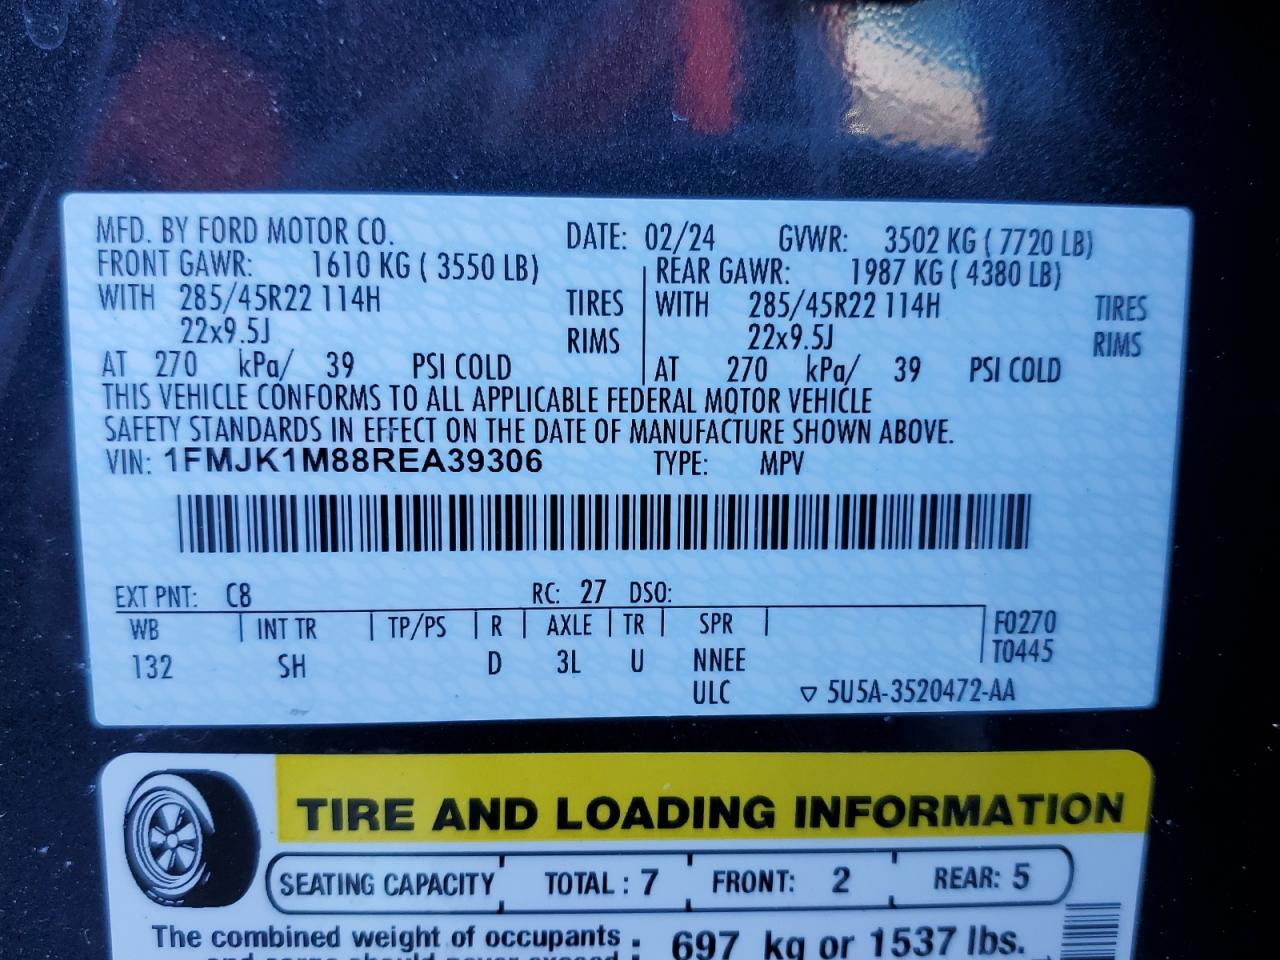 MFD. BY FORD MOTOR CO. DATE: 02/24 GVWR: 3502 KG ( 7720 LB)
FRONT GAWR: 1610 KG ( 3550 LB) REAR GAWR: 1987 KG ( 4380 LB)
WITH 285/45R22 114H TIRES WITH 285/45R22 114H TIRES
22x9.5J RIMS 22x9.5J RIMS
AT 270 kPa/ 39 PSI COLD AT 270 kPa/ 39 PSI COLD
THIS VEHICLE CONFORMS TO ALL APPLICABLE FEDERAL MOTOR VEHICLE
SAFETY STANDARDS IN EFFECT ON THE DATE OF MANUFACTURE SHOWN ABOVE.
VIN: 1FMJK1M88REA39306 TYPE: MPV
EXT PNT: C8 RC: 27 DSO:
WB INT TR TP/PS R AXLE TR SPR F0270
132 SH D 3L U NNEE T0445
ULC ▽ 5U5A-3520472-AA
TIRE AND LOADING INFORMATION
SEATING CAPACITY TOTAL : 7 FRONT: 2 REAR: 5
The combined weight of occupants : 697 kg or 1537 lbs.
and cargo should never exceed